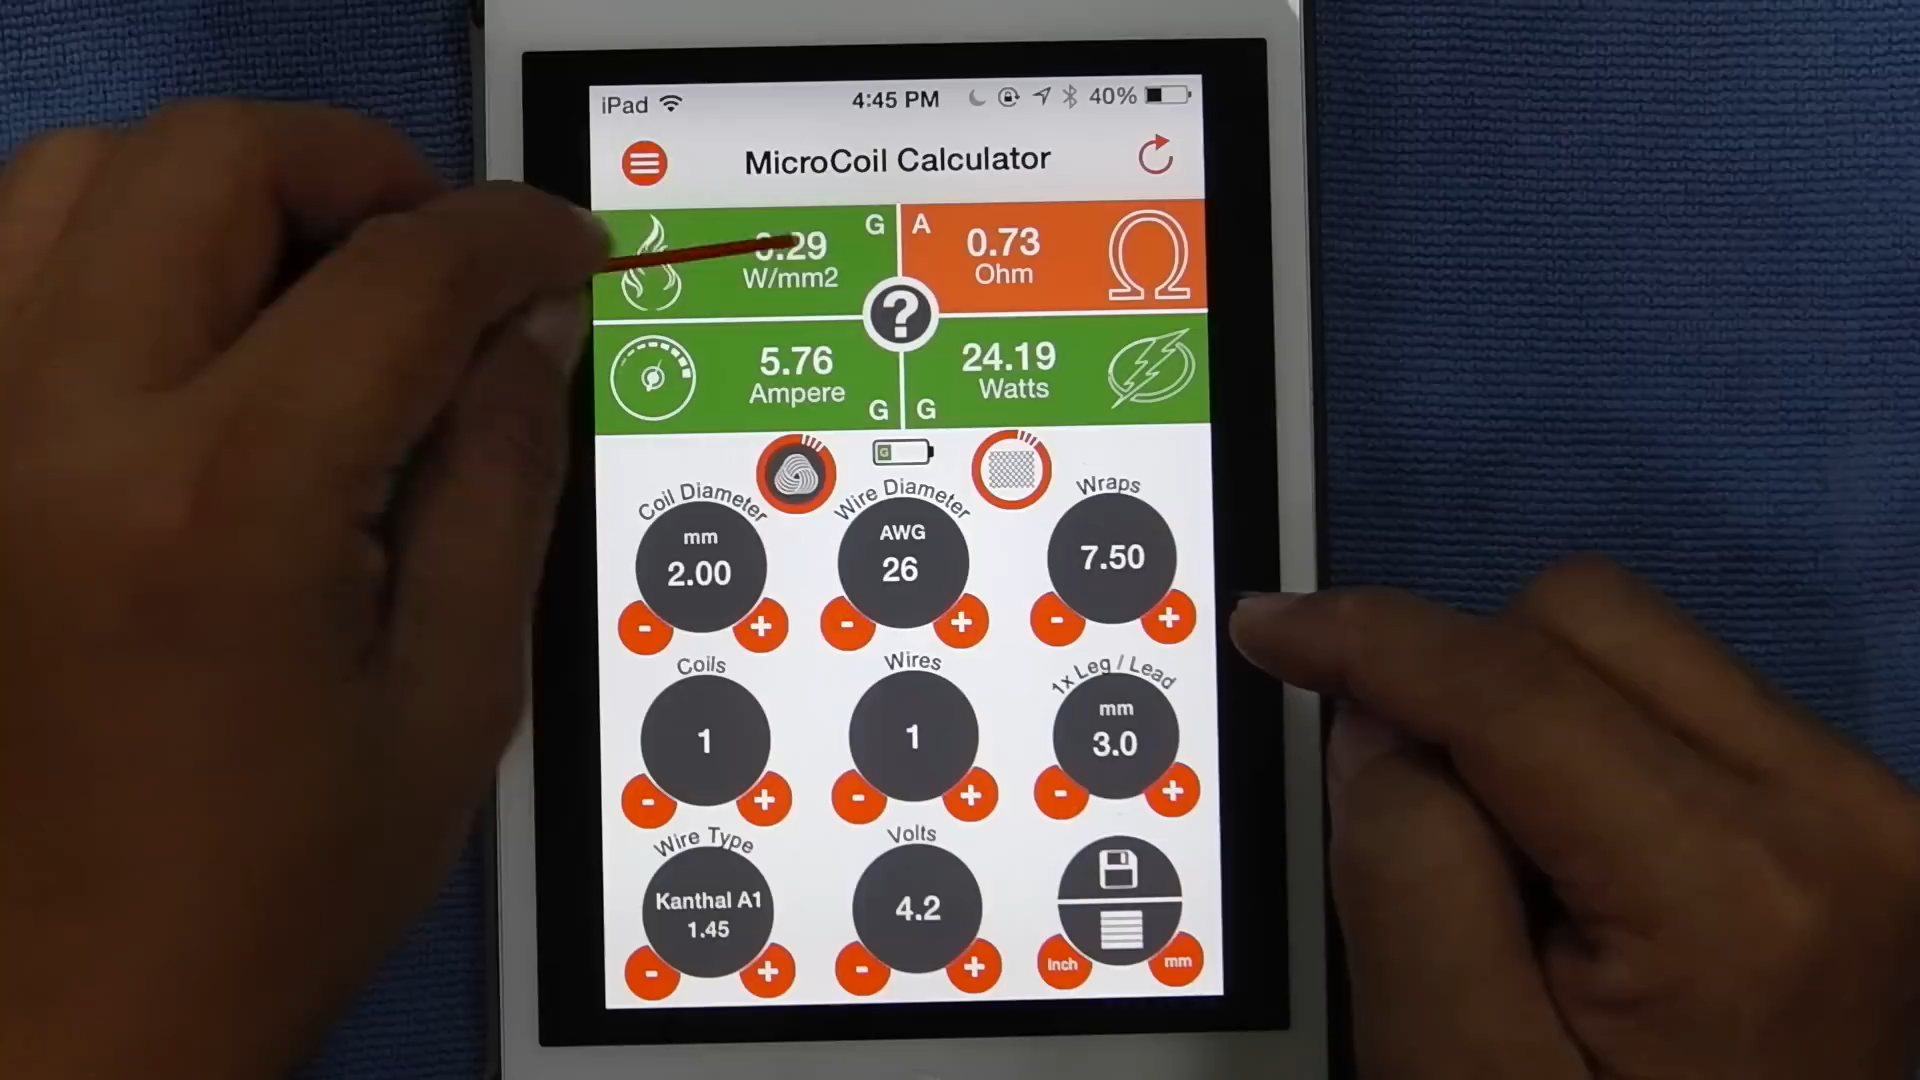 iPad 4:45 PM 40%
MicroCoil Calculator
G A
.29 0.73
W/mm2 Ohm
?
5.76 24.19
Ampere Watts
G G
G
Coil Diameter Wire Diameter Wraps
mm AWG
2.00 26 7.50
- + - + - +
Coils Wires 1x Leg / Lead
mm
1 1 3.0
- + - + - +
Wire Type Volts
Kanthal A1
1.45 4.2
- + - + Inch mm